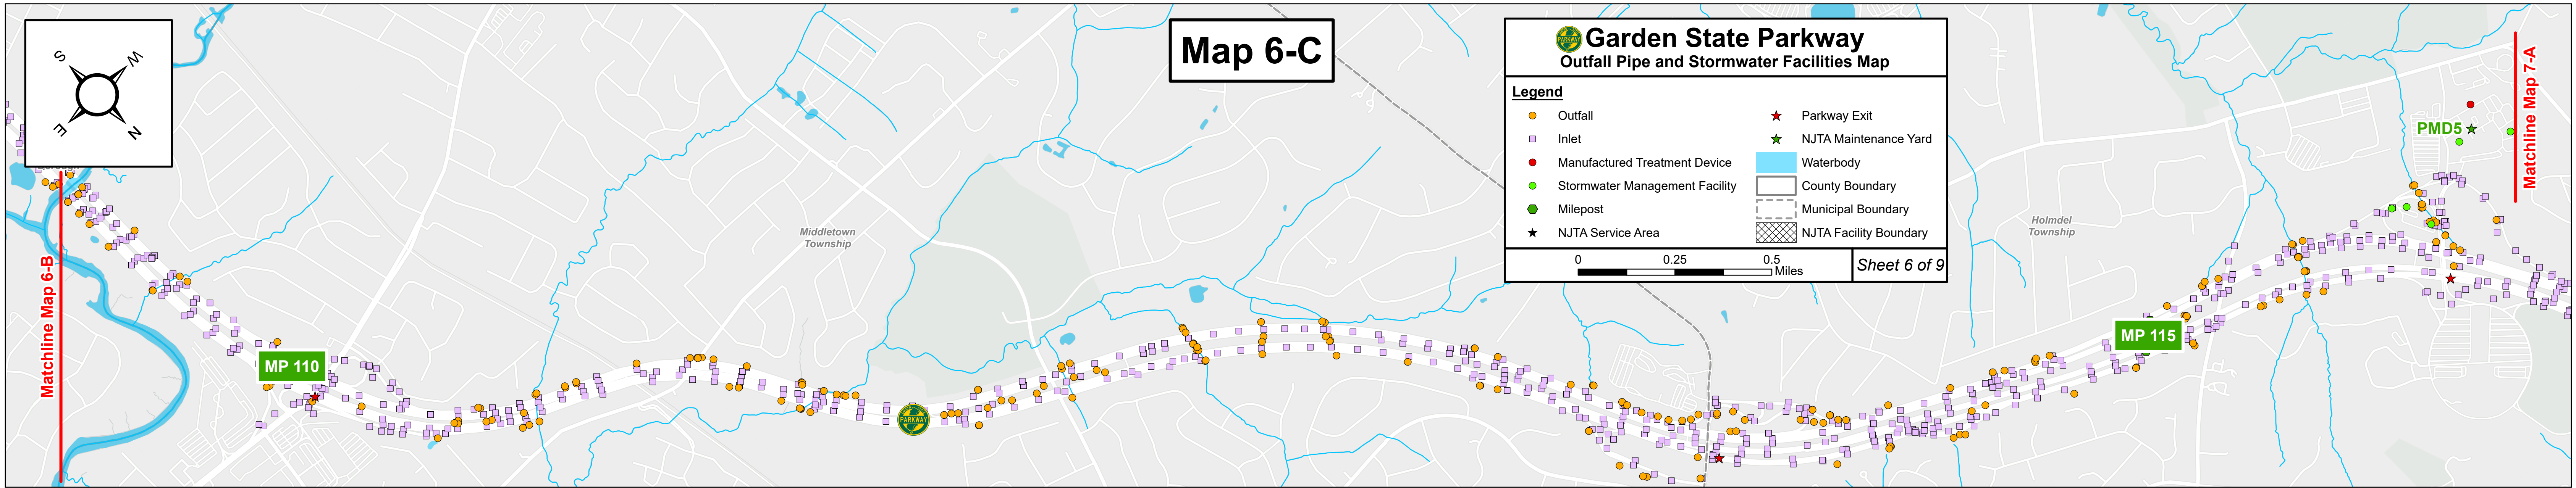 S
W
E
N
Map 6-C
PARKWAY Garden State Parkway
Outfall Pipe and Stormwater Facilities Map
Legend
Outfall
Inlet
Manufactured Treatment Device
Stormwater Management Facility
Milepost
NJTA Service Area
Parkway Exit
NJTA Maintenance Yard
Waterbody
County Boundary
Municipal Boundary
NJTA Facility Boundary
0 0.25 0.5
Miles
Sheet 6 of 9
Matchline Map 6-B
MP 110
Middletown
Township
PARKWAY
Holmdel
Township
MP 115
PMD5
Matchline Map 7-A